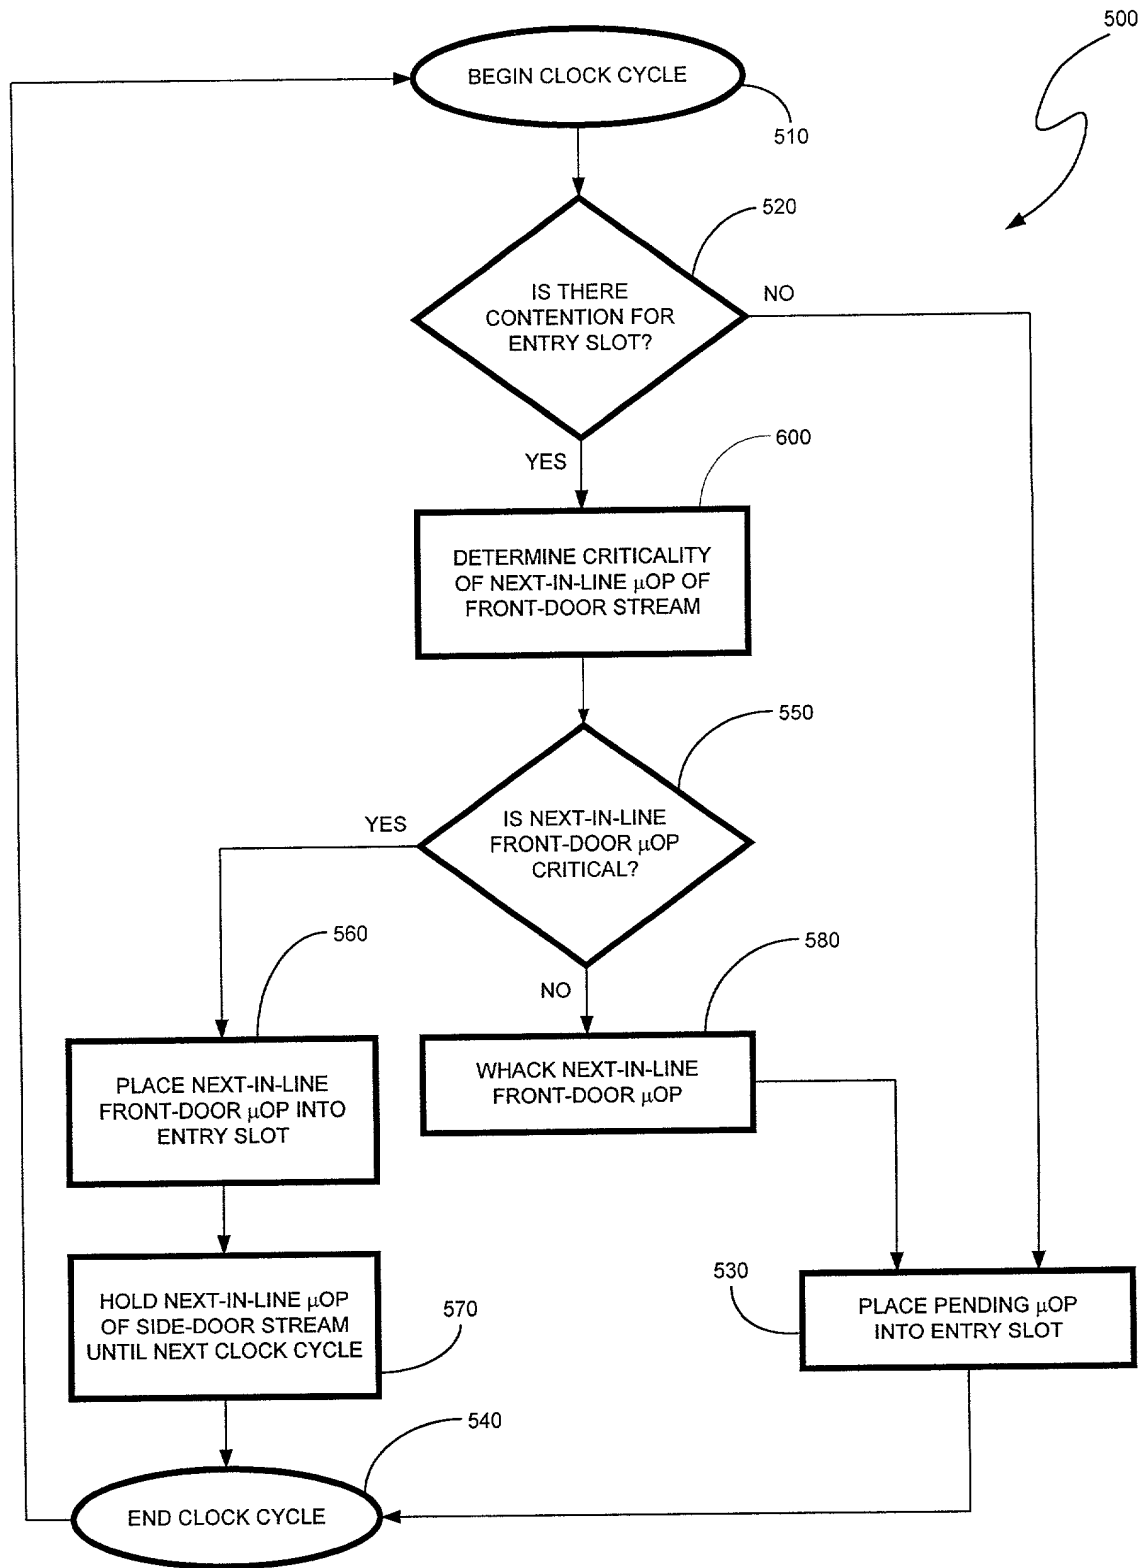 500
BEGIN CLOCK CYCLE
510
520
IS THERE
CONTENTION FOR
ENTRY SLOT?
NO
YES
600
DETERMINE CRITICALITY
OF NEXT-IN-LINE μOP OF
FRONT-DOOR STREAM
550
IS NEXT-IN-LINE
FRONT-DOOR μOP
CRITICAL?
YES
560
580
NO
PLACE NEXT-IN-LINE
FRONT-DOOR μOP INTO
ENTRY SLOT
WHACK NEXT-IN-LINE
FRONT-DOOR μOP
HOLD NEXT-IN-LINE μOP
OF SIDE-DOOR STREAM
UNTIL NEXT CLOCK CYCLE
570
530
PLACE PENDING μOP
INTO ENTRY SLOT
540
END CLOCK CYCLE